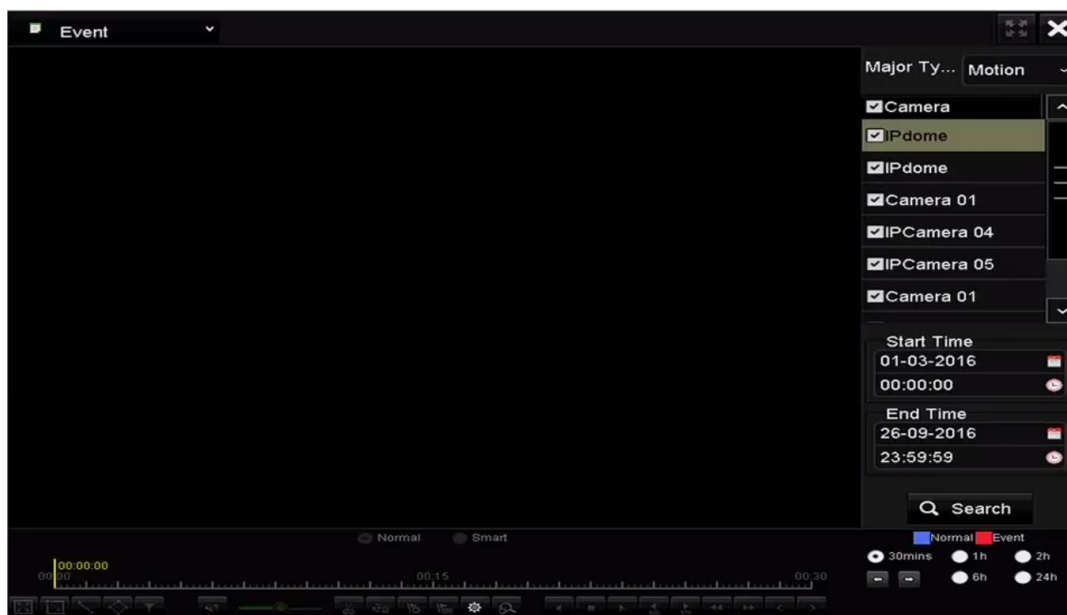 Event
Major Ty... Motion
Camera
IPdome
IPdome
Camera 01
IPCamera 04
IPCamera 05
Camera 01
Start Time
01-03-2016
00:00:00
End Time
26-09-2016
23:59:59
Search
Normal Smart
Normal Event
30mins 1h 2h
6h 24h
00:00:00
00:00 00:15 00:30